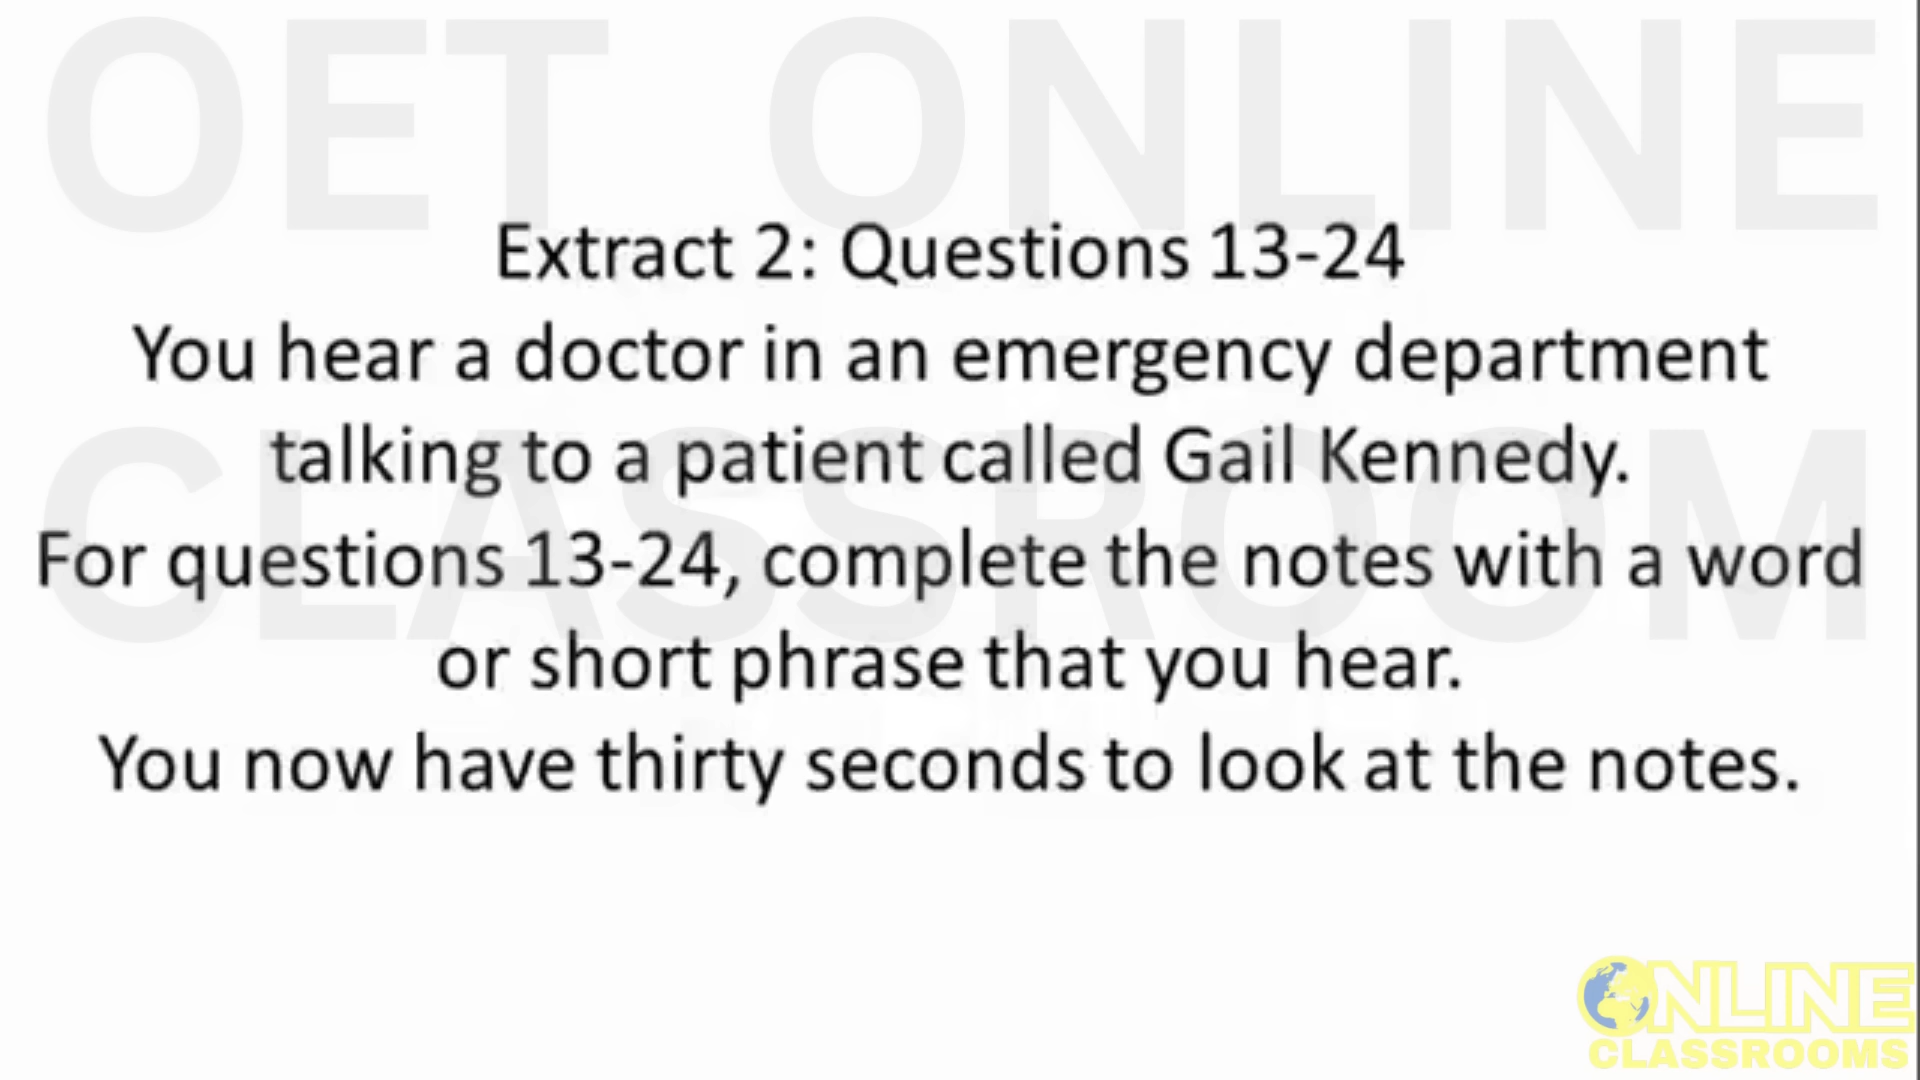 OET ONLINE
Extract 2: Questions 13-24
You hear a doctor in an emergency department
talking to a patient called Gail Kennedy.
CLASSROOM
For questions 13-24, complete the notes with a word
or short phrase that you hear.
You now have thirty seconds to look at the notes.
ONLINE
CLASSROOMS